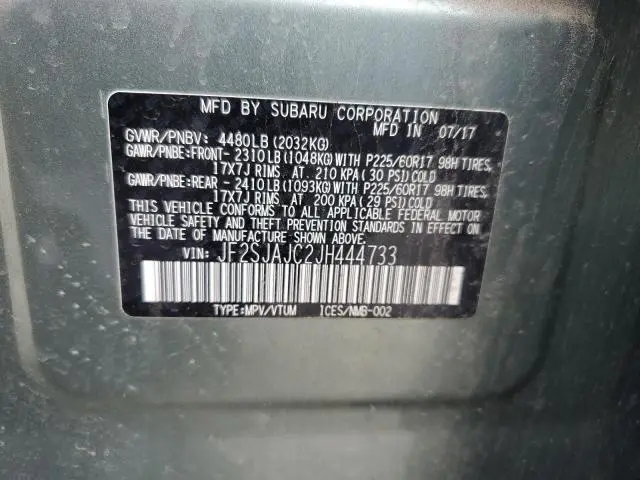 MFD BY SUBARU CORPORATION
MFD IN 07/17
GVWR/PNBV: 4480LB(2032KG)
GAWR/PNBE:FRONT- 2310LB(1048KG)WITH P225/60R17 98H TIRES,
17X7J RIMS AT 210 KPA(30 PSI)COLD
GAWR/PNBE:REAR - 2410LB(1093KG)WITH P225/60R17 98H TIRES,
17X7J RIMS AT 200 KPA(29 PSI)COLD
THIS VEHICLE CONFORMS TO ALL APPLICABLE FEDERAL MOTOR
VEHICLE SAFETY AND THEFT PREVENTION STANDARDS IN EFFECT ON
THE DATE OF MANUFACTURE SHOWN ABOVE.
VIN: JF2SJAJC2JH444733
TYPE:MPV/VTUM ICES/NMB-002